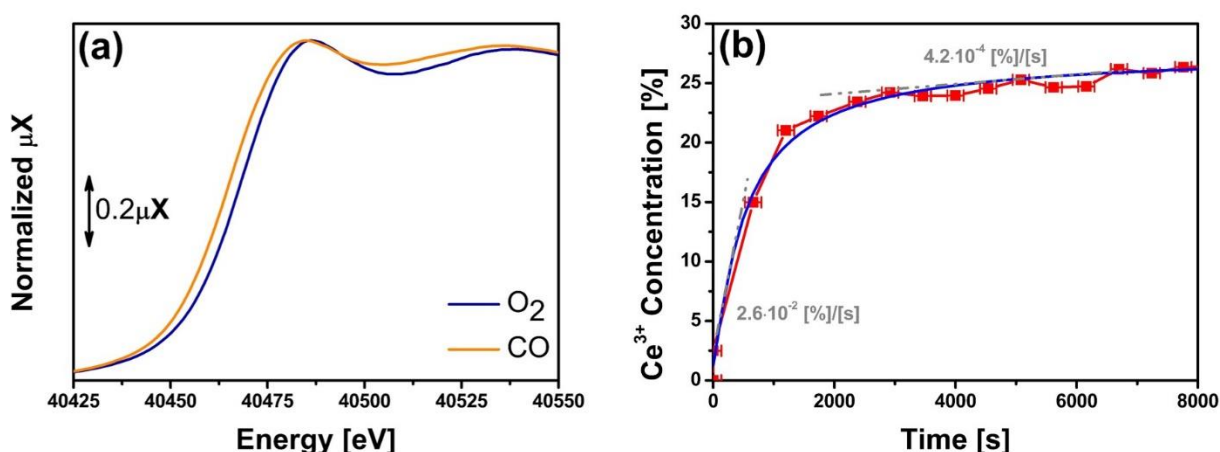 (a)
Normalized μX
0.2μX
O₂
CO
40425 40450 40475 40500 40525 40550
Energy [eV]
(b)
Ce³⁺ Concentration [%]
30
25
20
15
10
5
0
4.2·10⁻⁴ [%]/[s]
2.6·10⁻² [%]/[s]
0 2000 4000 6000 8000
Time [s]